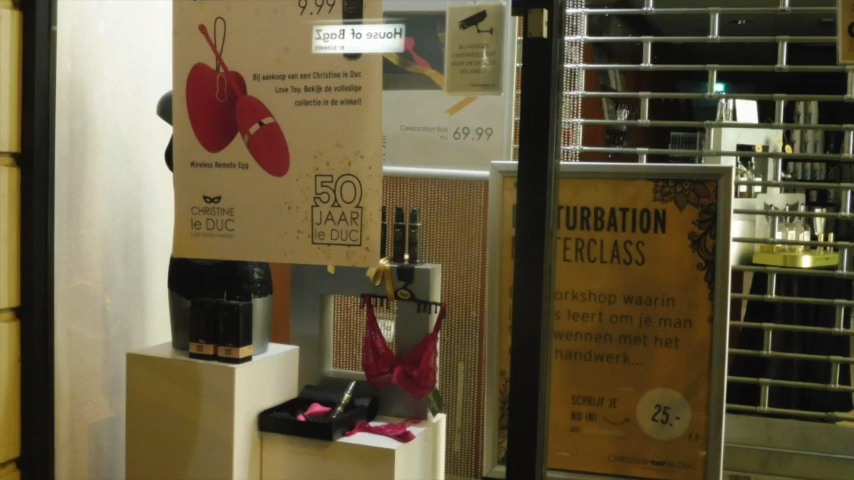 9.99
House of BagZ
Bij aankoop van een Christine le Duc
Love Toy. Bekijk de volledige
collectie in de winkel!
Wireless Remote Egg
CHRISTINE
le DUC
50
JAAR
le DUC
Celebration Box
NU 69.99
TURBATION
TERCLASS
orkshop waarin
s leert om je man
wennen met het
handwerk...
SCHRIJF JE
NU IN!
25.-
CHRISTINE le DUC